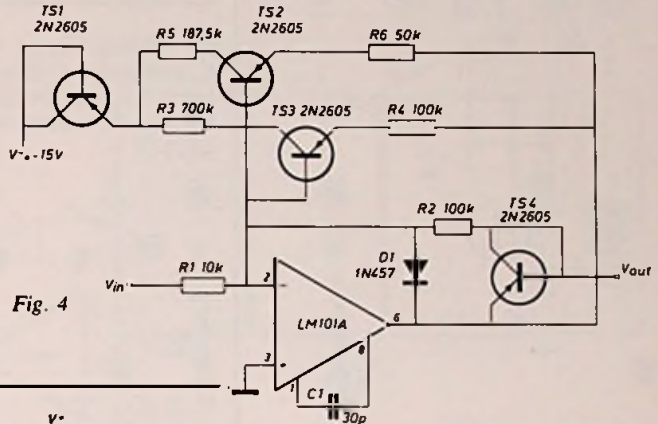 TS1
2N2605
R5 187,5k
TS2
2N2605
R6 50k
R3 700k
TS3 2N2605
R4 100k
V-o-15V
R2 100k
TS4
2N2605
D1
1N457
Vin
R1 10k
2
-
LM101A
6
Vout
Fig. 4
3
+
1
8
C1
30p
V+